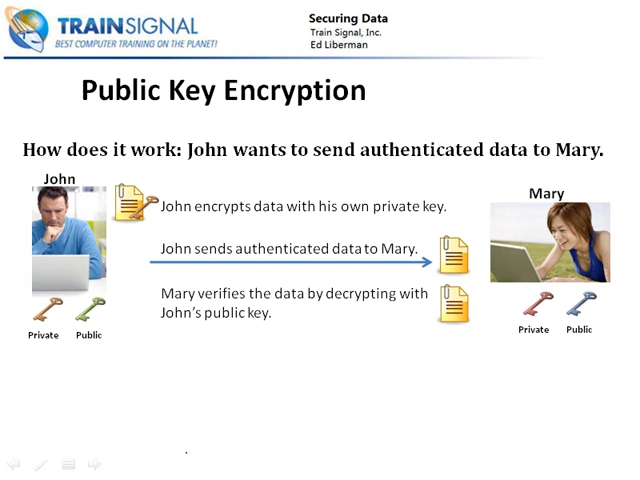 TRAINSIGNAL
BEST COMPUTER TRAINING ON THE PLANET!
Securing Data
Train Signal, Inc.
Ed Liberman
Public Key Encryption
How does it work: John wants to send authenticated data to Mary.
John
Mary
John encrypts data with his own private key.
John sends authenticated data to Mary.
Mary verifies the data by decrypting with
John's public key.
Private Public
Private Public